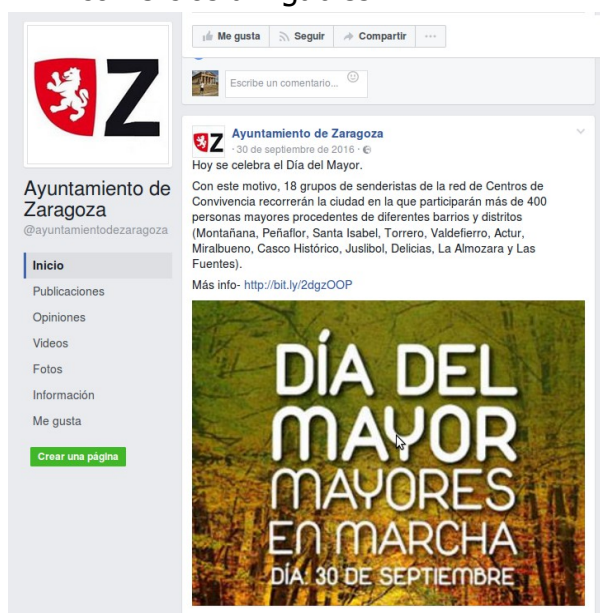 Me gusta Seguir Compartir ...
Escribe un comentario...
Z
Ayuntamiento de
Zaragoza
@ayuntamientodezaragoza
Inicio
Publicaciones
Opiniones
Videos
Fotos
Información
Me gusta
Crear una página
Z
Ayuntamiento de Zaragoza
· 30 de septiembre de 2016 ·
Hoy se celebra el Día del Mayor.
Con este motivo, 18 grupos de senderistas de la red de Centros de
Convivencia recorrerán la ciudad en la que participarán más de 400
personas mayores procedentes de diferentes barrios y distritos
(Montañana, Peñaflor, Santa Isabel, Torrero, Valdefierro, Actur,
Miralbueno, Casco Histórico, Juslibol, Delicias, La Almozara y Las
Fuentes).
Más info- http://bit.ly/2dgzOOP
DÍA DEL
MAYOR
MAYORES
EN MARCHA
DÍA: 30 DE SEPTIEMBRE